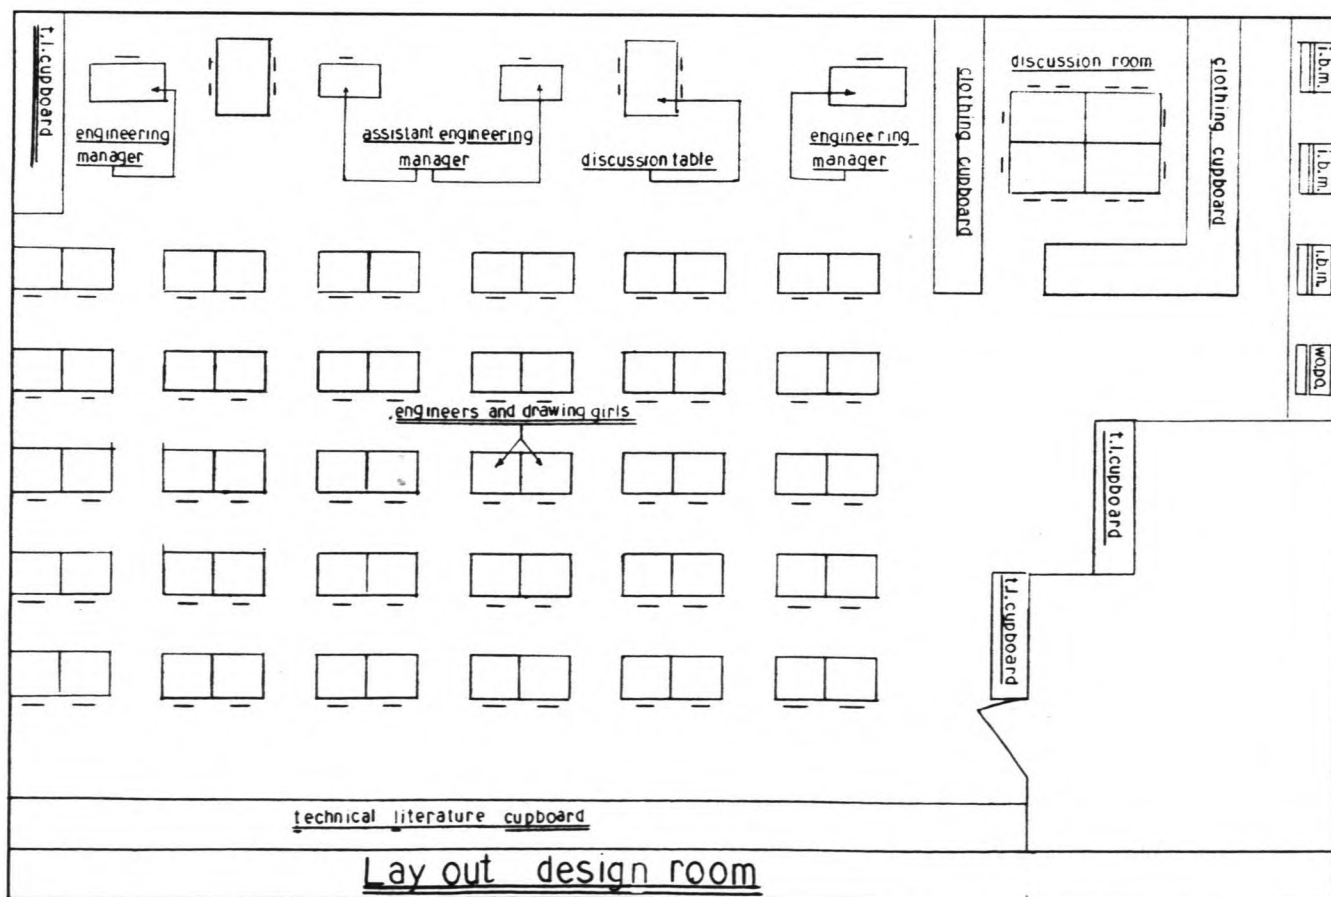 t.l.cupboard
engineering
manager
assistant engineering
manager
discussion table
engineering
manager
clothing cupboard
discussion room
clothing cupboard
i.b.m.
i.b.m.
i.b.m.
wapa
engineers and drawing girls
t.l.cupboard
t.l.cupboard
technical literature cupboard
Lay out design room